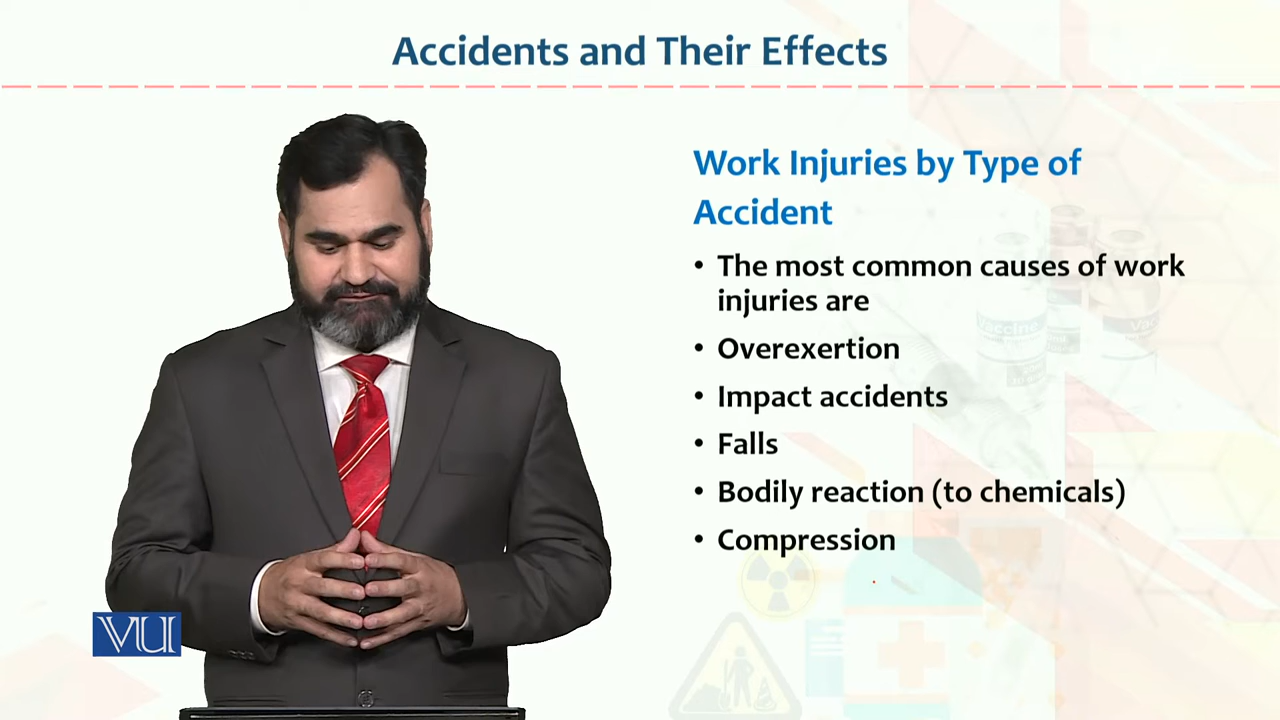 Accidents and Their Effects
Work Injuries by Type of
Accident
• The most common causes of work
injuries are
• Overexertion
• Impact accidents
• Falls
• Bodily reaction (to chemicals)
• Compression
Vaccine
VU